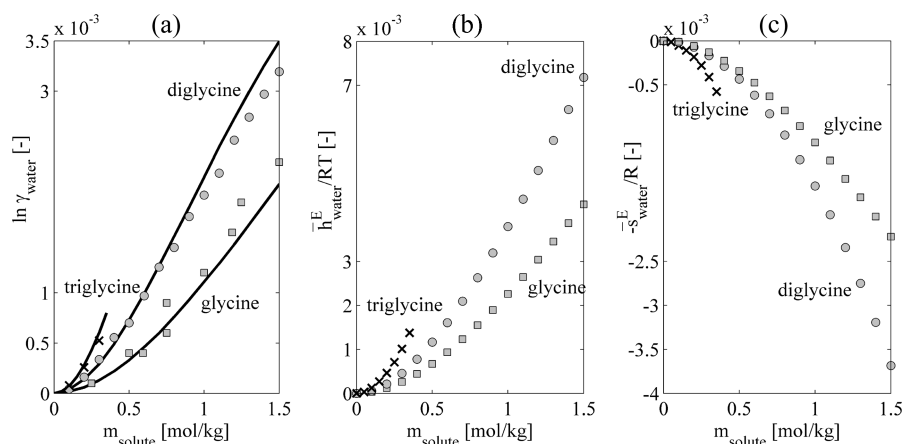 x 10⁻³ (a)
3.5
3
1
0.5
0
diglycine
triglycine
glycine
ln γwater [-]
0 0.5 1 1.5
msolute [mol/kg]
x 10⁻³ (b)
8
7
3
2
1
0
diglycine
triglycine
glycine
h̅ᴱwater/RT [-]
0 0.5 1 1.5
msolute [mol/kg]
x 10⁻³ (c)
0
-0.5
-2.5
-3
-3.5
-4
triglycine
glycine
diglycine
-s̅ᴱwater/R [-]
0 0.5 1 1.5
msolute [mol/kg]